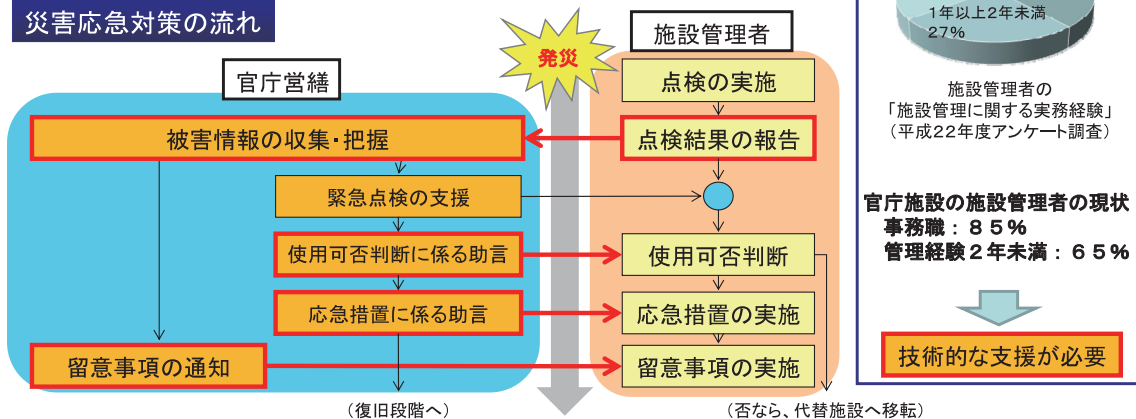 災害応急対策の流れ
発災
官庁営繕
被害情報の収集・把握
緊急点検の支援
使用可否判断に係る助言
応急措置に係る助言
留意事項の通知
（復旧段階へ）
施設管理者
点検の実施
点検結果の報告
使用可否判断
応急措置の実施
留意事項の実施
（否なら、代替施設へ移転）
1年以上2年未満
27%
施設管理者の
「施設管理に関する実務経験」
（平成22年度アンケート調査）
官庁施設の施設管理者の現状
事務職：８５％
管理経験２年未満：６５％
技術的な支援が必要